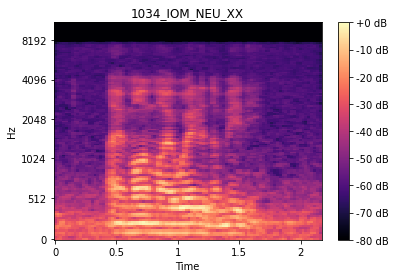 1034_IOM_NEU_XX
8192
4096
2048
1024
512
0
Hz
0
0.5
1
1.5
2
Time
+0 dB
-10 dB
-20 dB
-30 dB
-40 dB
-50 dB
-60 dB
-70 dB
-80 dB